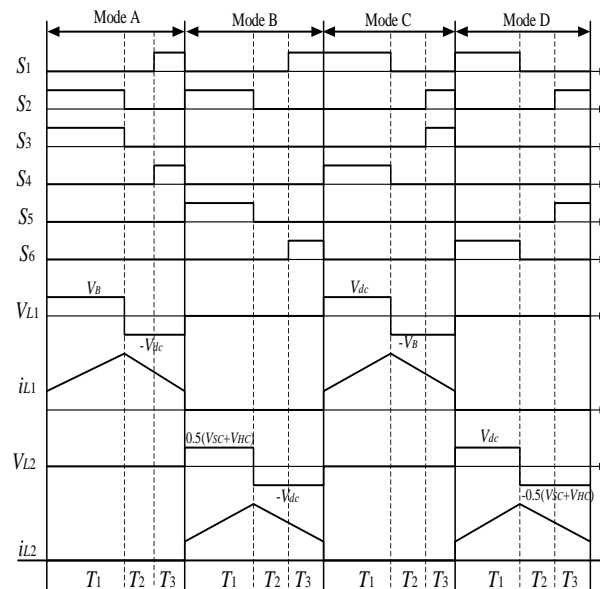 Mode A Mode B Mode C Mode D
S1
S2
S3
S4
S5
S6
VL1 VB -Vdc Vdc -VB
iL1
VL2 0.5(VSC+VHC) -Vdc Vdc -0.5(VSC+VHC)
iL2
T1 T2 T3 T1 T2 T3 T1 T2 T3 T1 T2 T3